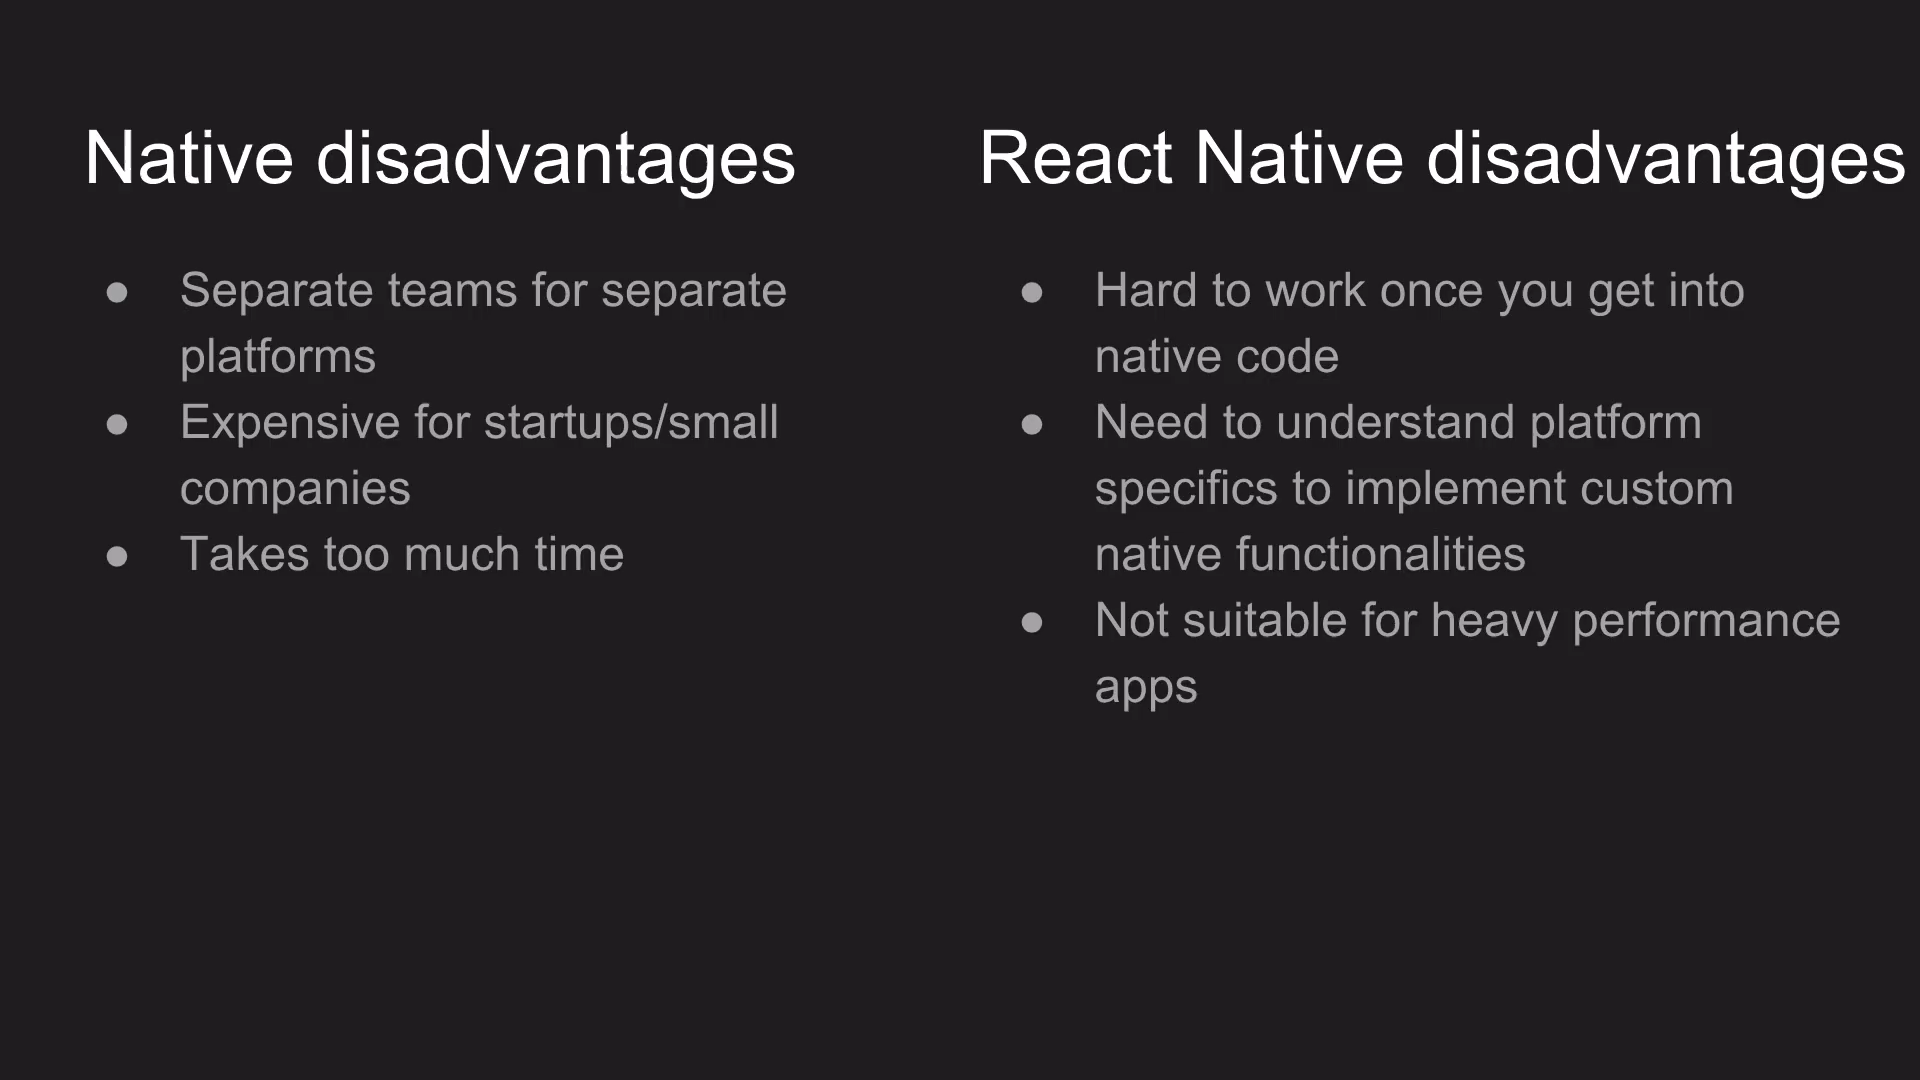 Native disadvantages
● Separate teams for separate
platforms
● Expensive for startups/small
companies
● Takes too much time
React Native disadvantages
● Hard to work once you get into
native code
● Need to understand platform
specifics to implement custom
native functionalities
● Not suitable for heavy performance
apps